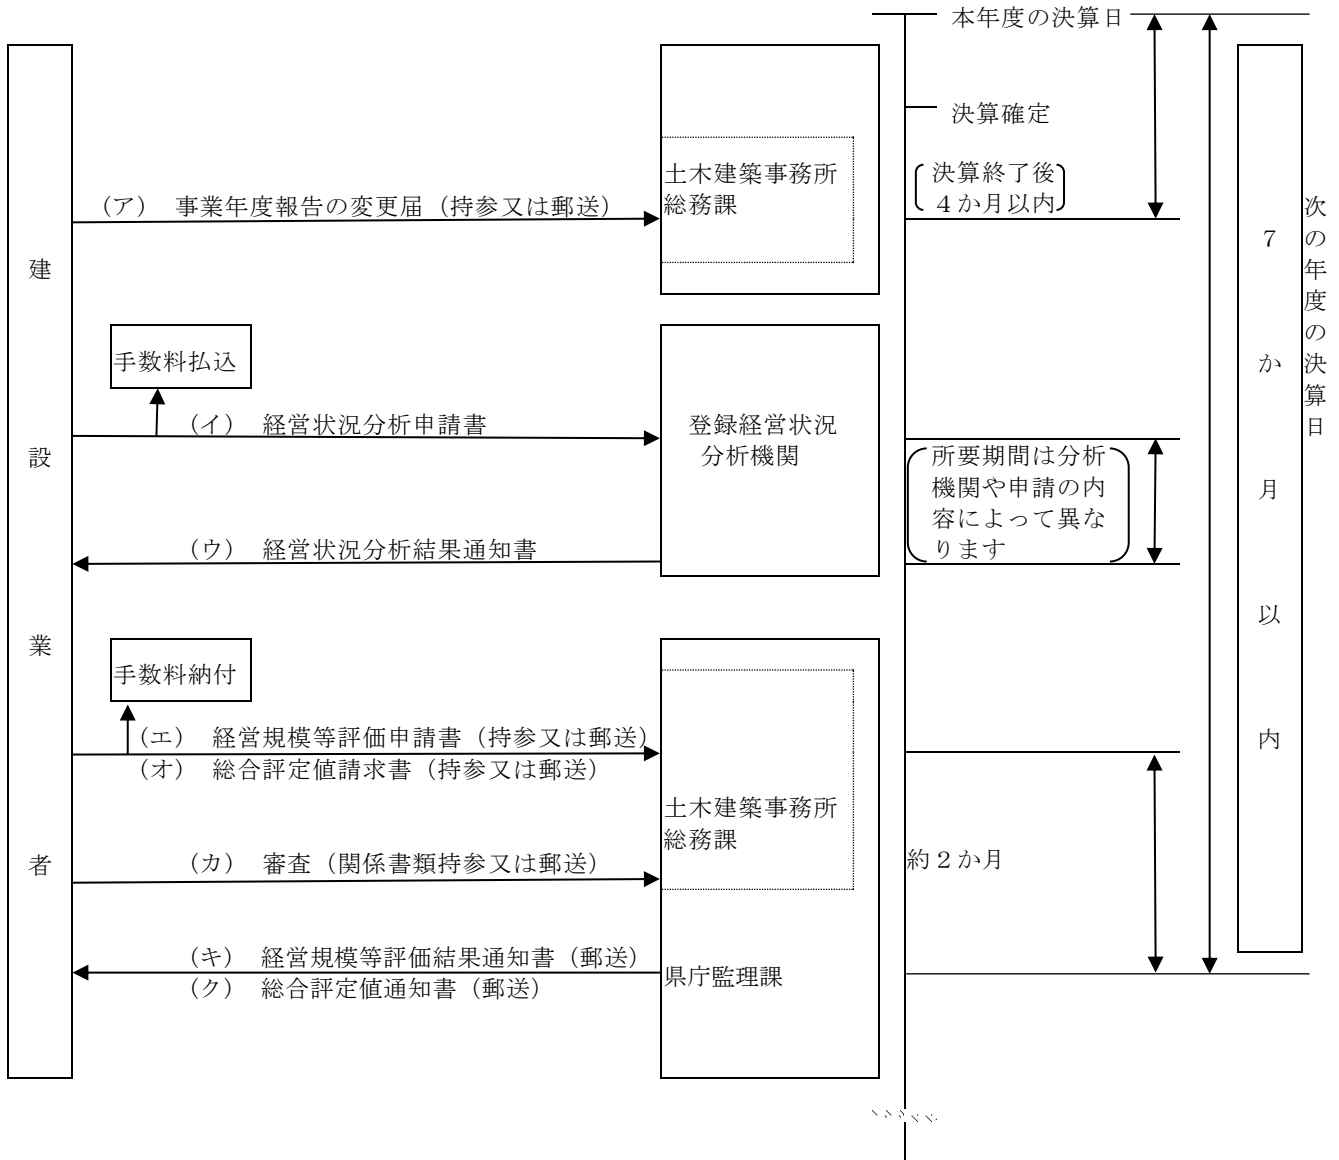 本年度の決算日
決算確定
土木建築事務所
総務課
決算終了後
４か月以内
（ア）　事業年度報告の変更届（持参又は郵送）
建設業者
手数料払込
（イ）　経営状況分析申請書
登録経営状況
分析機関
所要期間は分析
機関や申請の内
容によって異な
ります
（ウ）　経営状況分析結果通知書
手数料納付
（エ）　経営規模等評価申請書（持参又は郵送）
（オ）　総合評定値請求書（持参又は郵送）
土木建築事務所
総務課
（カ）　審査（関係書類持参又は郵送）
約２か月
（キ）　経営規模等評価結果通知書（郵送）
（ク）　総合評定値通知書（郵送）
県庁監理課
７か月以内
次の年度の決算日